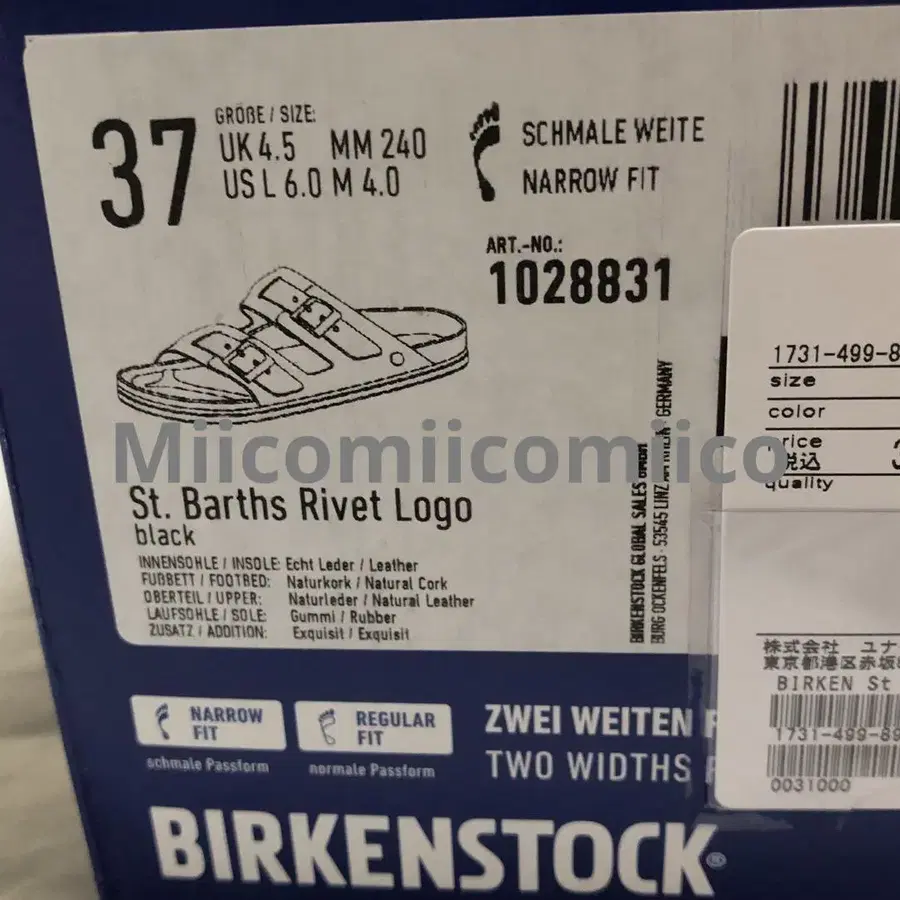 37
GRÖßE / SIZE:
UK 4.5 MM 240
US L 6.0 M 4.0
SCHMALE WEITE
NARROW FIT
ART.-NO.:
1028831
Miicomiicomiico
St. Barths Rivet Logo
black
INNENSOHLE / INSOLE: Echt Leder / Leather
FUßBETT / FOOTBED: Naturkork / Natural Cork
OBERTEIL / UPPER: Naturleder / Natural Leather
LAUFSOHLE / SOLE: Gummi / Rubber
ZUSATZ / ADDITION: Exquisit / Exquisit
BIRKENSTOCK GLOBAL SALES GMBH
BURG OCKENFELS · 53545 LINZ AM RHEIN · GERMANY
1731-499-8
size
color
price
税込
quality
株式会社 ユナ
東京都港区赤坂
BIRKEN St
1731-499-89
0031000
NARROW FIT
schmale Passform
REGULAR FIT
normale Passform
ZWEI WEITEN
TWO WIDTHS
BIRKENSTOCK®